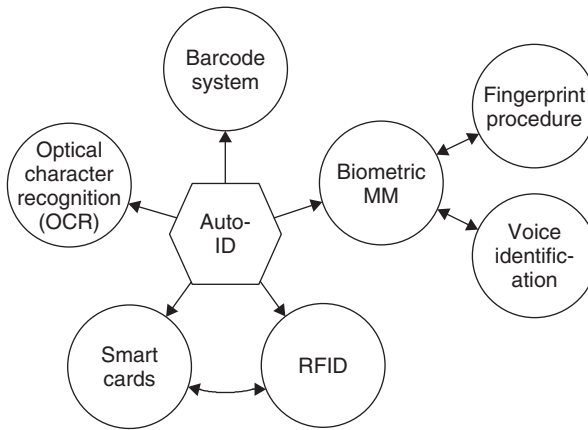 Barcode
system
Fingerprint
procedure
Optical
character
recognition
(OCR)
Biometric
MM
Auto-
ID
Voice
identific-
ation
Smart
cards
RFID